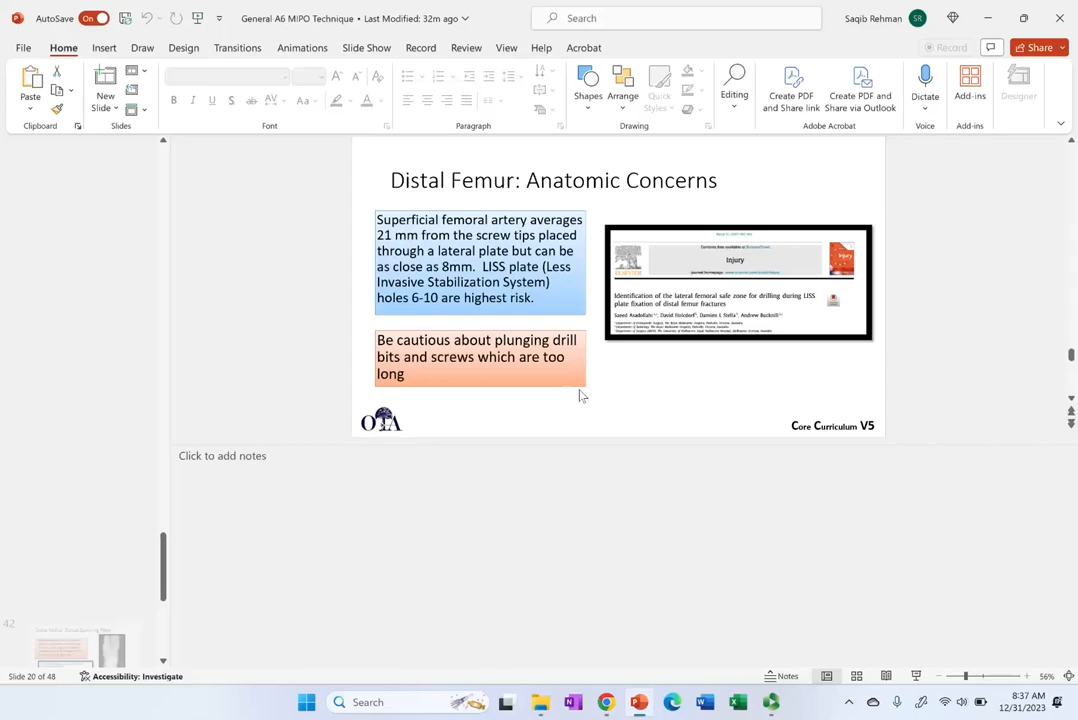 AutoSave On General A6 MIPO Technique • Last Modified: 32m ago Search Saqib Rehman SR
File Home Insert Draw Design Transitions Animations Slide Show Record Review View Help Acrobat Record Share
Paste New Slide Shapes Arrange Quick Styles Editing Create PDF and Share link Create PDF and Share via Outlook Dictate Add-ins Designer
Clipboard Slides Font Paragraph Drawing Adobe Acrobat Voice Add-ins
Distal Femur: Anatomic Concerns
Superficial femoral artery averages
21 mm from the screw tips placed
through a lateral plate but can be
as close as 8mm. LISS plate (Less
Invasive Stabilization System)
holes 6-10 are highest risk.
Contents lists available at
Injury
journal homepage:
ELSEVIER
Identification of the lateral femoral safe zone for drilling during LISS
plate fixation of distal femur fractures
Be cautious about plunging drill
bits and screws which are too
long
OTA
Core Curriculum V5
Click to add notes
42
Slide 20 of 48 Accessibility: Investigate Notes 56%
Search
8:37 AM
12/31/2023